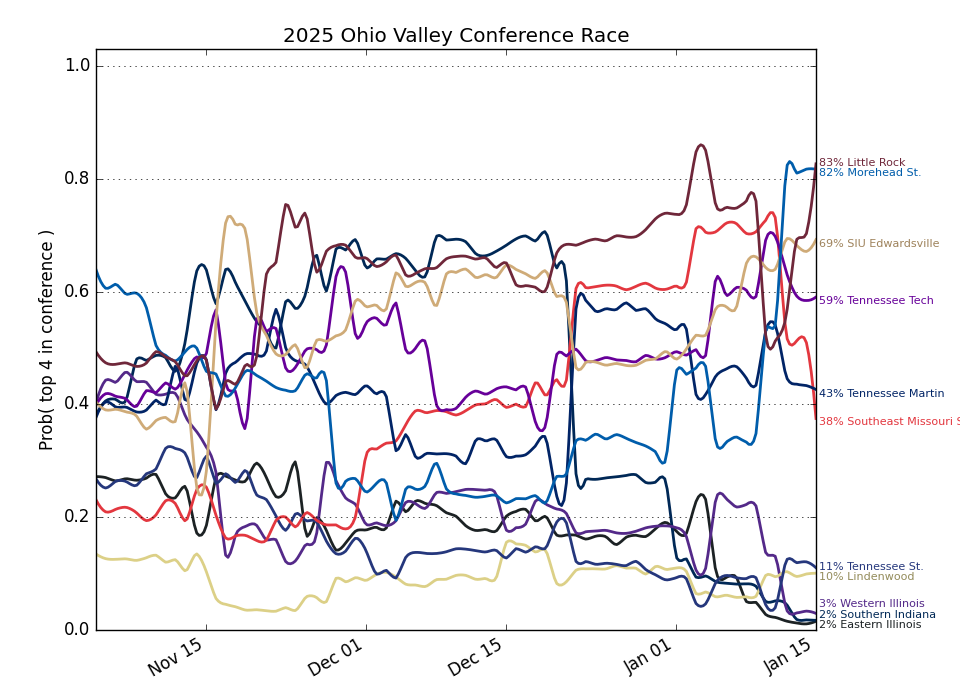 2025 Ohio Valley Conference Race
Prob( top 4 in conference )
1.0
0.8
0.6
0.4
0.2
0.0
Nov 15
Dec 01
Dec 15
Jan 01
Jan 15
83% Little Rock
82% Morehead St.
69% SIU Edwardsville
59% Tennessee Tech
43% Tennessee Martin
38% Southeast Missouri S
11% Tennessee St.
10% Lindenwood
3% Western Illinois
2% Southern Indiana
2% Eastern Illinois